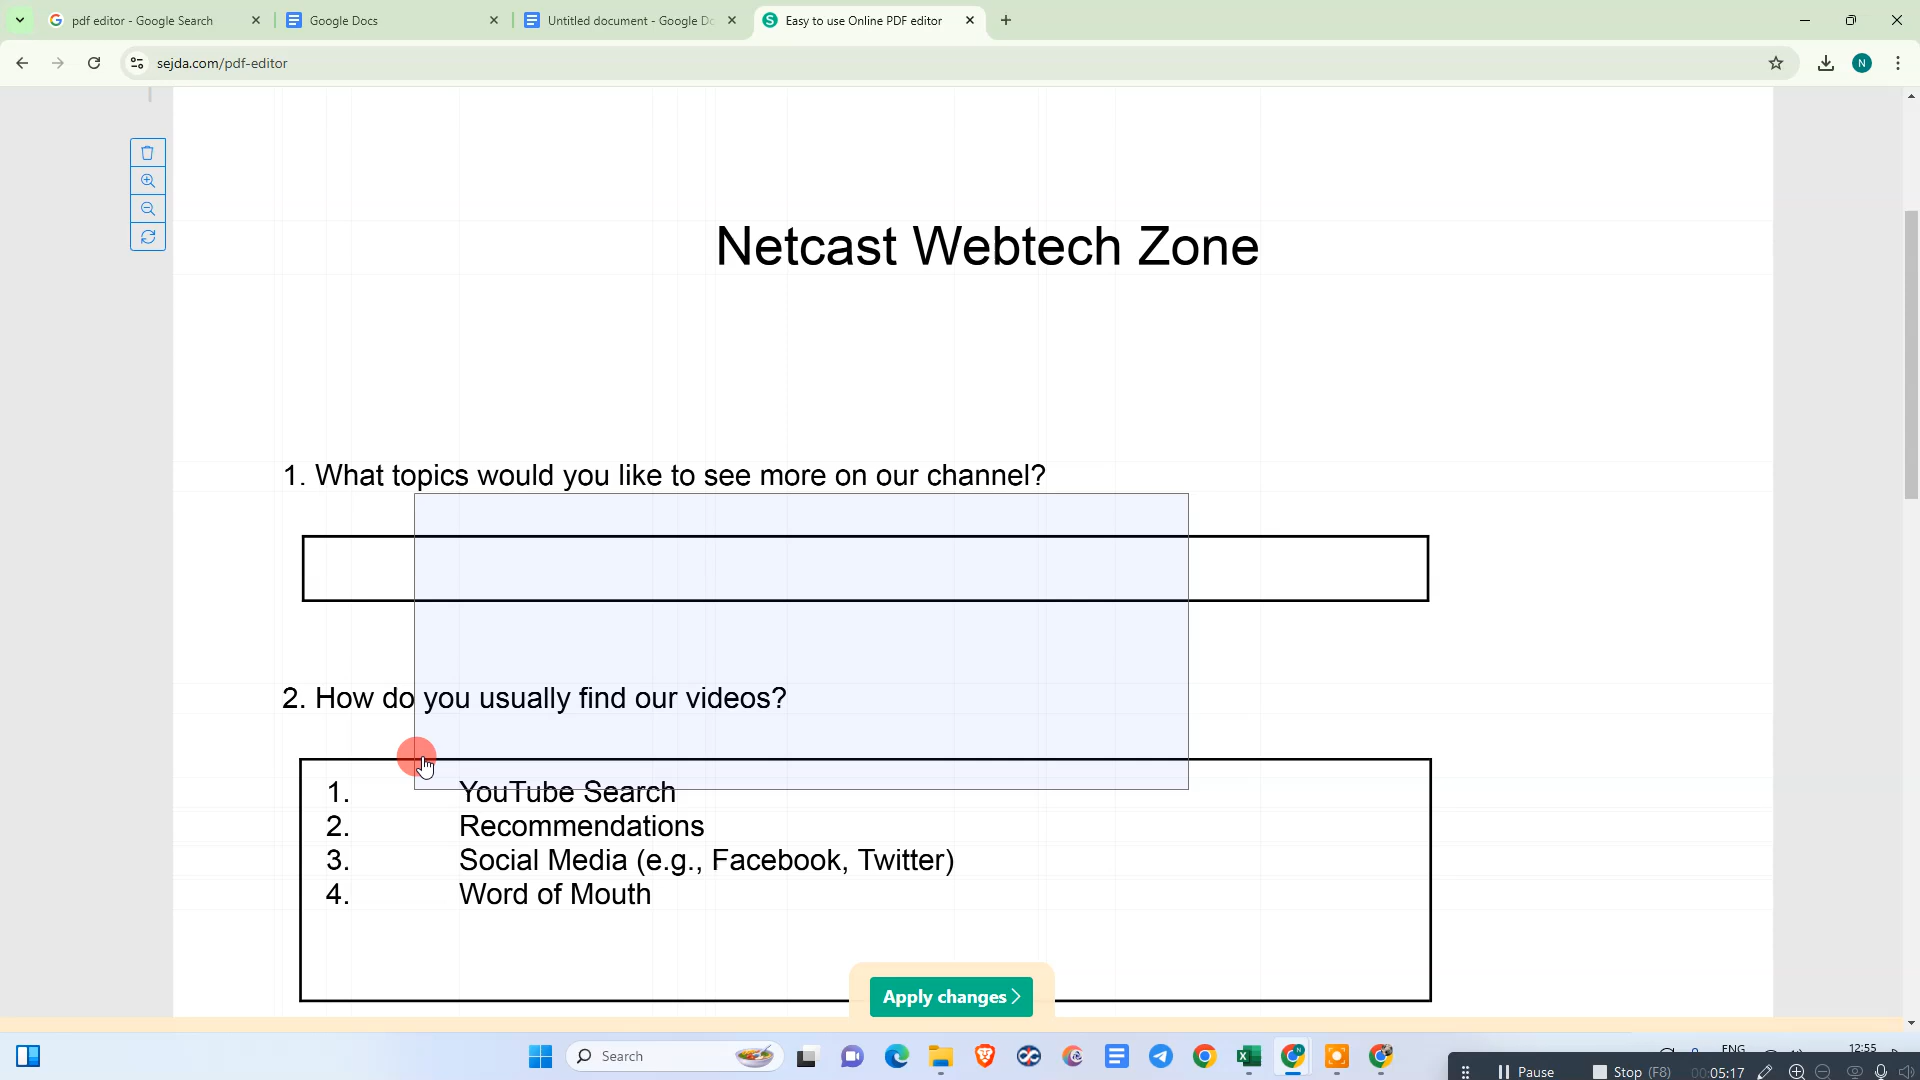 pdf editor - Google Search
Google Docs
Untitled document - Google Do
Easy to use Online PDF editor
sejda.com/pdf-editor
N
Netcast Webtech Zone
1. What topics would you like to see more on our channel?
2. How do you usually find our videos?
1. YouTube Search
2. Recommendations
3. Social Media (e.g., Facebook, Twitter)
4. Word of Mouth
Apply changes
Search
ENG
12:55
Pause
Stop (F8)
00:05:17